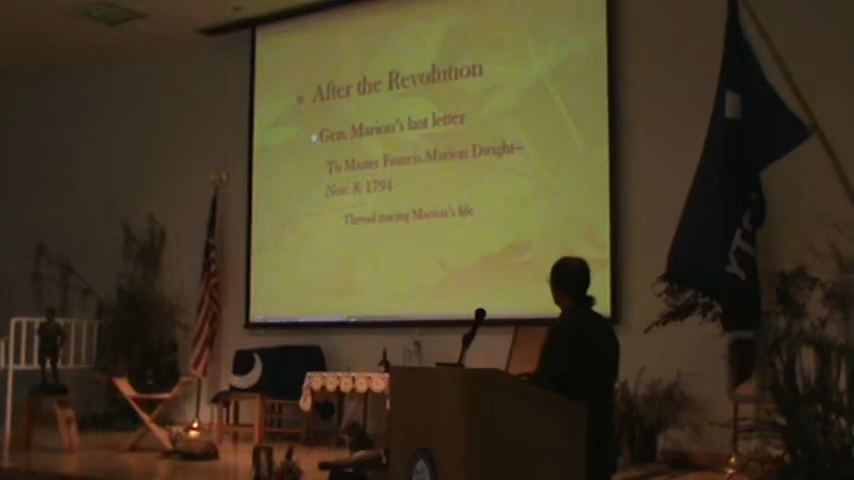 After the Revolution
Gen. Marion's last letter
To Master Francis Marion Dwight—
Nov. 8, 1794
Thread tracing Marion's life